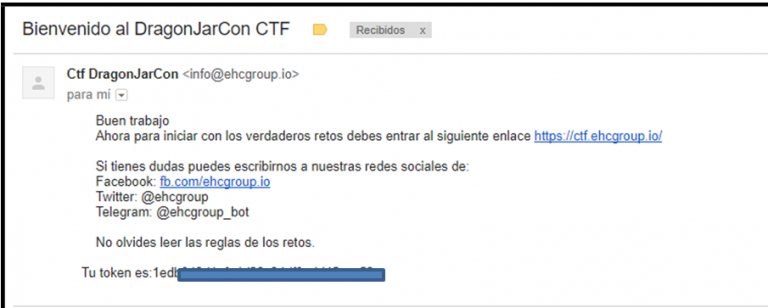 Bienvenido al DragonJarCon CTF
Recibidos x
Ctf DragonJarCon <info@ehcgroup.io>
para mí
Buen trabajo
Ahora para iniciar con los verdaderos retos debes entrar al siguiente enlace https://ctf.ehcgroup.io/
Si tienes dudas puedes escribirnos a nuestras redes sociales de:
Facebook: fb.com/ehcgroup.io
Twitter: @ehcgroup
Telegram: @ehcgroup_bot
No olvides leer las reglas de los retos.
Tu token es:1edb